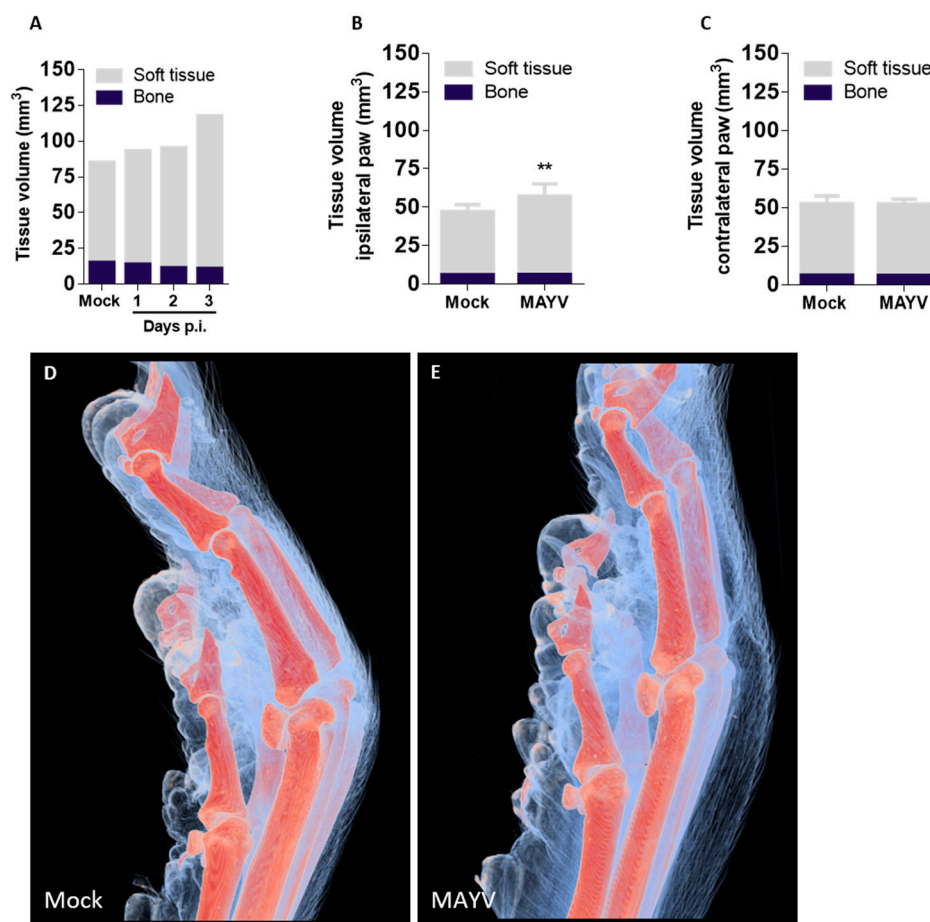 A
Tissue volume (mm³)
150
125
100
75
50
25
0
Soft tissue
Bone
Mock 1 2 3
Days p.i.
B
Tissue volume
ipsilateral paw (mm³)
150
125
100
75
50
25
0
Soft tissue
Bone
**
Mock MAYV
C
Tissue volume
contralateral paw (mm³)
150
125
100
75
50
25
0
Soft tissue
Bone
Mock MAYV
D
Mock
E
MAYV